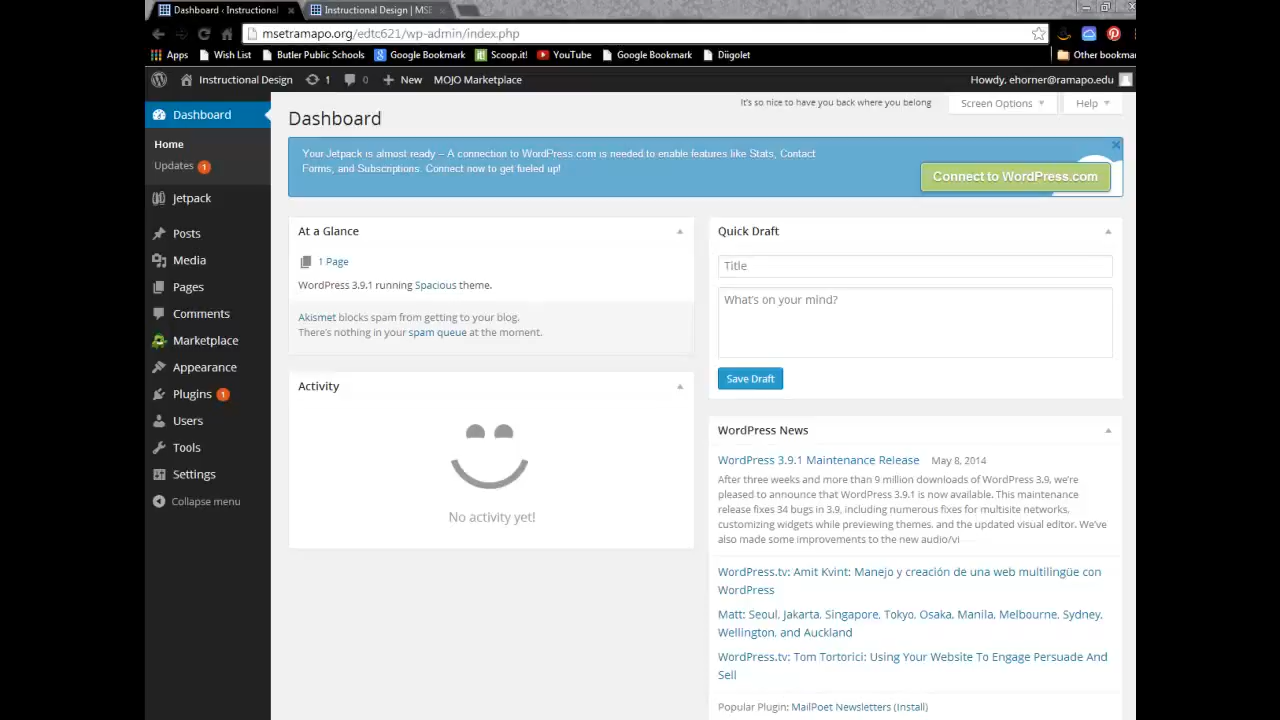 Dashboard ‹ Instructional
Instructional Design | MSE
msetramapo.org/edtc621/wp-admin/index.php
Apps Wish List Butler Public Schools Google Bookmark Scoop.it! YouTube Google Bookmark Diigolet Other bookmar
Instructional Design 1 0 New MOJO Marketplace Howdy, ehorner@ramapo.edu
It's so nice to have you back where you belong Screen Options Help
Dashboard
Home
Updates 1
Jetpack
Posts
Media
Pages
Comments
Marketplace
Appearance
Plugins 1
Users
Tools
Settings
Collapse menu
Dashboard
Your Jetpack is almost ready – A connection to WordPress.com is needed to enable features like Stats, Contact
Forms, and Subscriptions. Connect now to get fueled up!
Connect to WordPress.com
At a Glance
1 Page
WordPress 3.9.1 running Spacious theme.
Akismet blocks spam from getting to your blog.
There's nothing in your spam queue at the moment.
Activity
No activity yet!
Quick Draft
Title
What's on your mind?
Save Draft
WordPress News
WordPress 3.9.1 Maintenance Release May 8, 2014
After three weeks and more than 9 million downloads of WordPress 3.9, we're
pleased to announce that WordPress 3.9.1 is now available. This maintenance
release fixes 34 bugs in 3.9, including numerous fixes for multisite networks,
customizing widgets while previewing themes, and the updated visual editor. We've
also made some improvements to the new audio/vi
WordPress.tv: Amit Kvint: Manejo y creación de una web multilingüe con
WordPress
Matt: Seoul, Jakarta, Singapore, Tokyo, Osaka, Manila, Melbourne, Sydney,
Wellington, and Auckland
WordPress.tv: Tom Tortorici: Using Your Website To Engage Persuade And
Sell
Popular Plugin: MailPoet Newsletters (Install)